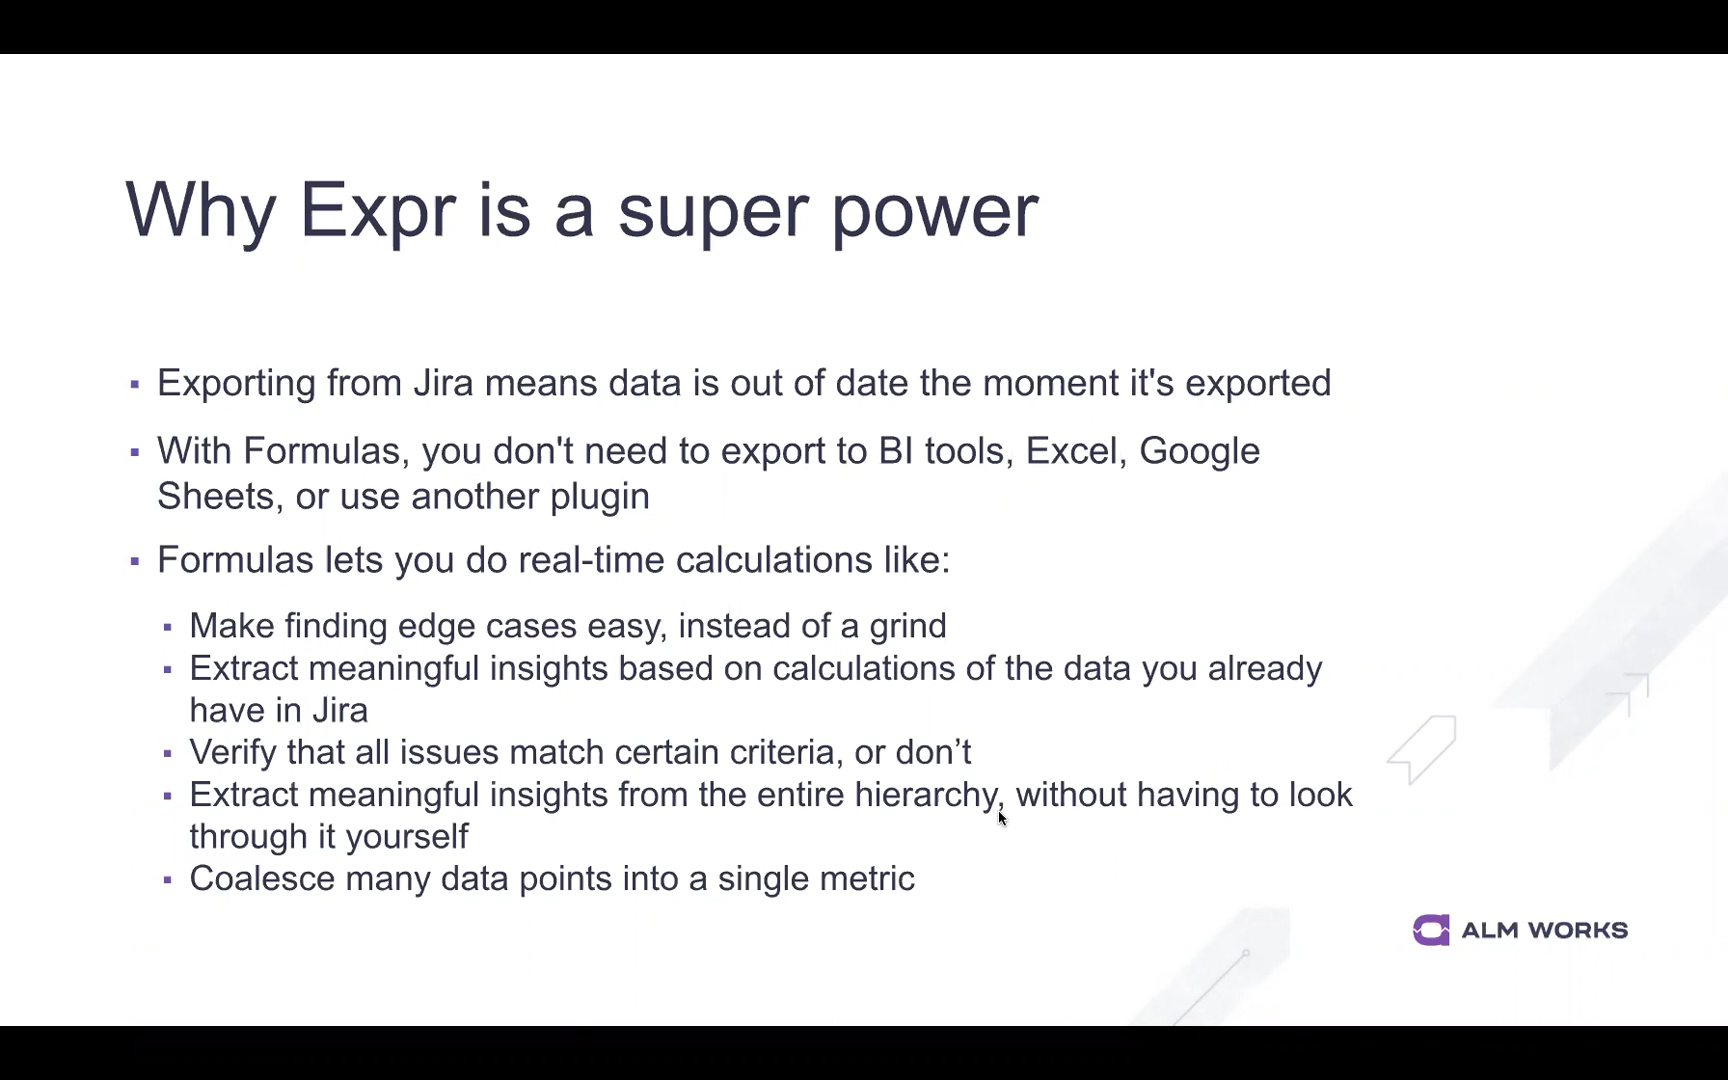 Why Expr is a super power
▪ Exporting from Jira means data is out of date the moment it's exported
▪ With Formulas, you don't need to export to BI tools, Excel, Google
Sheets, or use another plugin
▪ Formulas lets you do real-time calculations like:
▪ Make finding edge cases easy, instead of a grind
▪ Extract meaningful insights based on calculations of the data you already
have in Jira
▪ Verify that all issues match certain criteria, or don’t
▪ Extract meaningful insights from the entire hierarchy, without having to look
through it yourself
▪ Coalesce many data points into a single metric
ALM WORKS